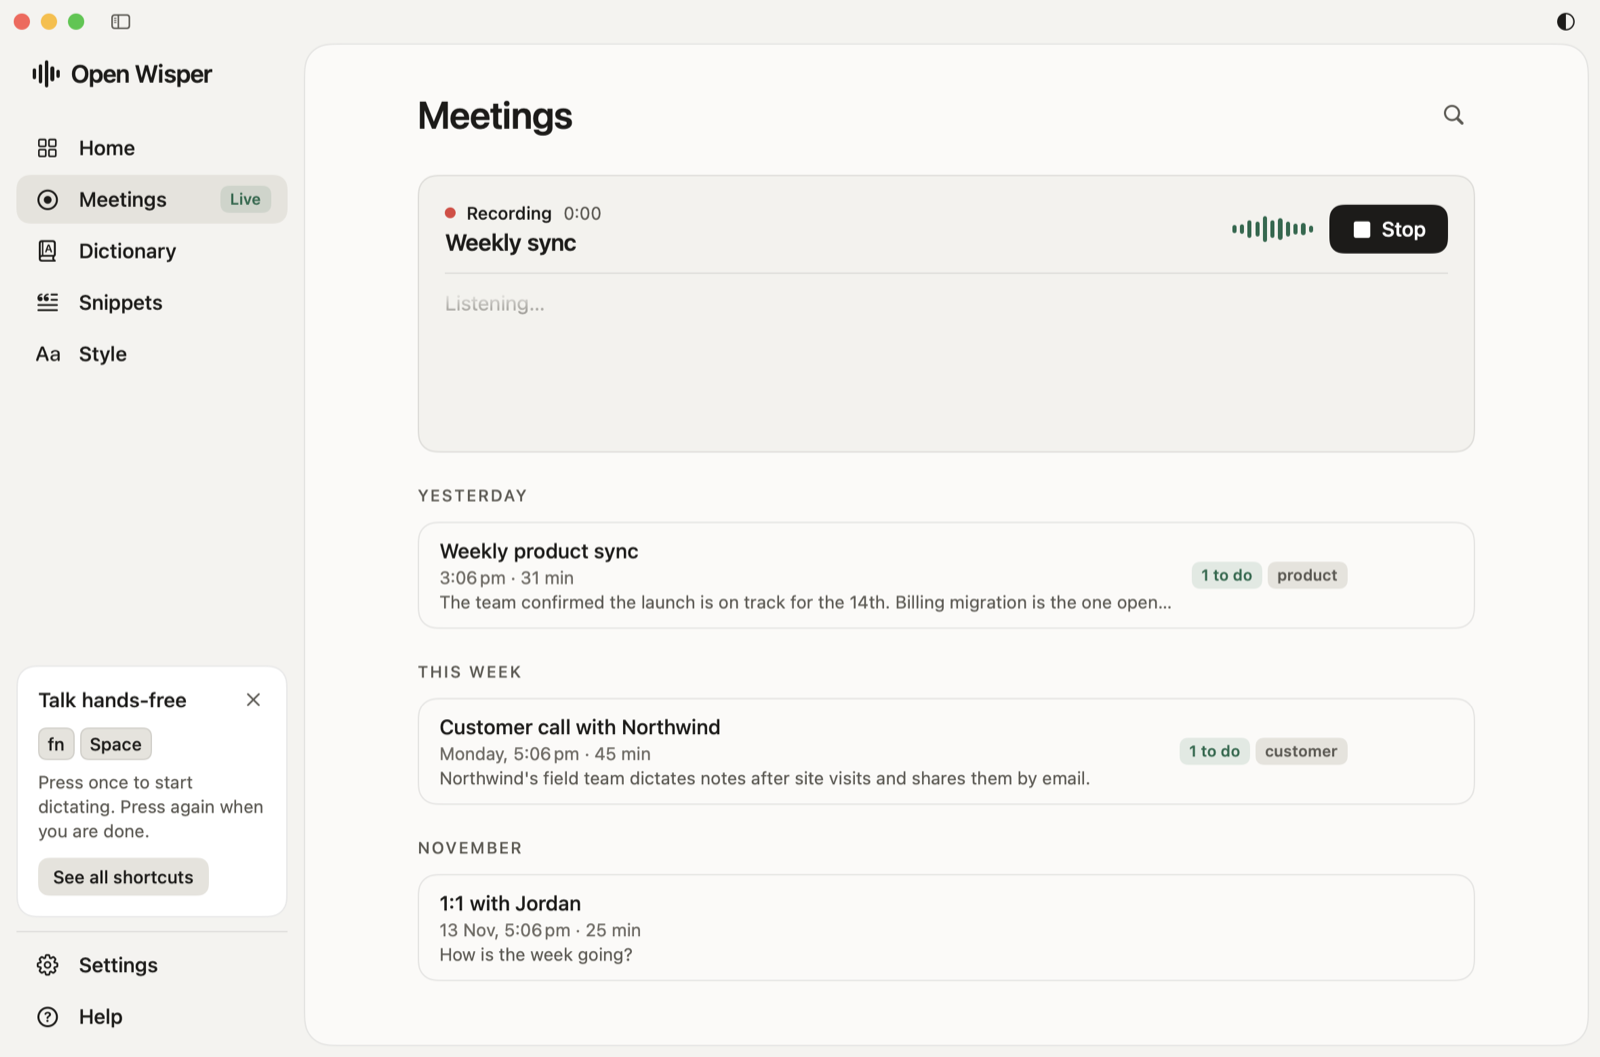 Open Wisper
Home
Meetings
Live
Dictionary
Snippets
Aa Style
Talk hands-free
fn Space
Press once to start
dictating. Press again when
you are done.
See all shortcuts
Settings
Help
Meetings
Recording 0:00
Weekly sync
Stop
Listening...
YESTERDAY
Weekly product sync
3:06 pm · 31 min
The team confirmed the launch is on track for the 14th. Billing migration is the one open...
1 to do product
THIS WEEK
Customer call with Northwind
Monday, 5:06 pm · 45 min
Northwind's field team dictates notes after site visits and shares them by email.
1 to do customer
NOVEMBER
1:1 with Jordan
13 Nov, 5:06 pm · 25 min
How is the week going?